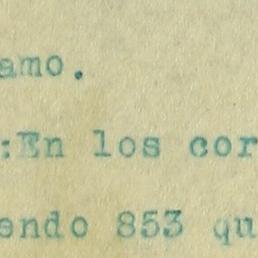 amo.
:En los cor
endo 853 qu